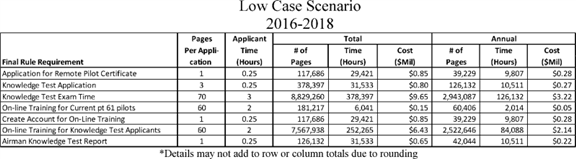 Low Case Scenario
2016-2018
Pages Applicant Total Annual
Per Appli- Time # of Time Cost # of Time Cost
Final Rule Requirement cation (Hours) Pages (Hours) ($Mil) Pages (Hours) ($Mil)
Application for Remote Pilot Certificate 1 0.25 117,686 29,421 $0.85 39,229 9,807 $0.28
Knowledge Test Application 3 0.25 378,397 31,533 $0.80 126,132 10,511 $0.27
Knowledge Test Exam Time 70 3 8,829,260 378,397 $9.65 2,943,087 126,132 $3.22
On-line Training for Current pt 61 pilots 60 2 181,217 6,041 $0.15 60,406 2,014 $0.05
Create Account for On-Line Training 1 0.25 117,686 29,421 $0.85 39,229 9,807 $0.28
On-line Training for Knowledge Test Applicants 60 2 7,567,938 252,265 $6.43 2,522,646 84,088 $2.14
Airman Knowledge Test Report 1 0.25 126,132 31,533 $0.65 42,044 10,511 $0.22
*Details may not add to row or column totals due to rounding